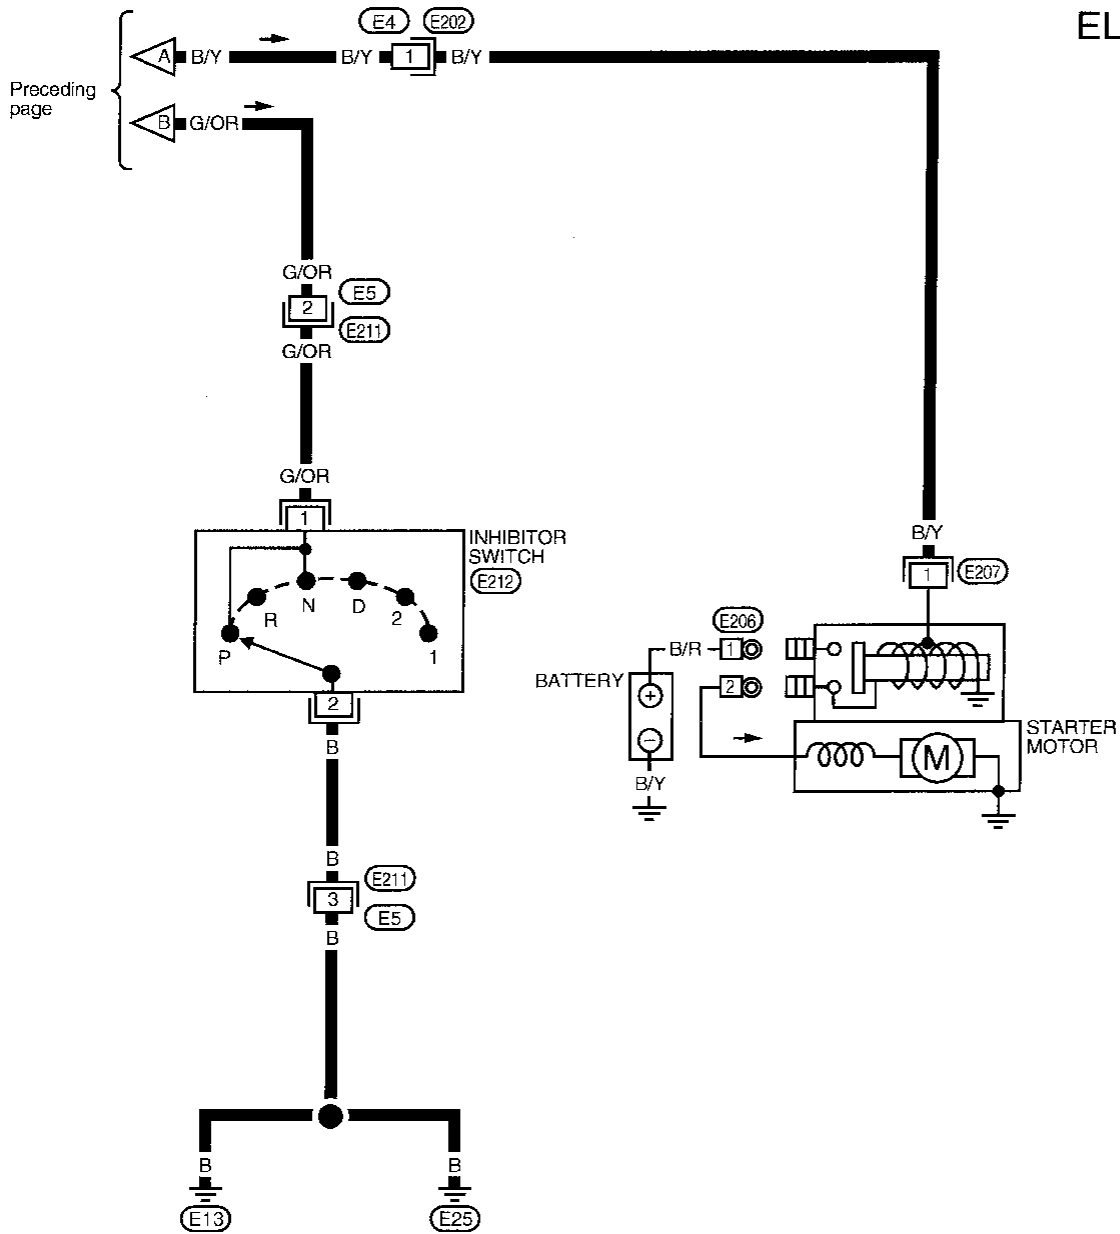 EL
E4 E202
A B/Y B/Y 1 B/Y
Preceding
page
B G/OR
G/OR
2 E5
E211
G/OR
G/OR
1
INHIBITOR
SWITCH
E212
P R N D 2 1
2
B
B
E211
3
E5
B
B B
E13 E25
B/Y
1 E207
E206
B/R 1
BATTERY
2
+
−
B/Y
M
STARTER
MOTOR